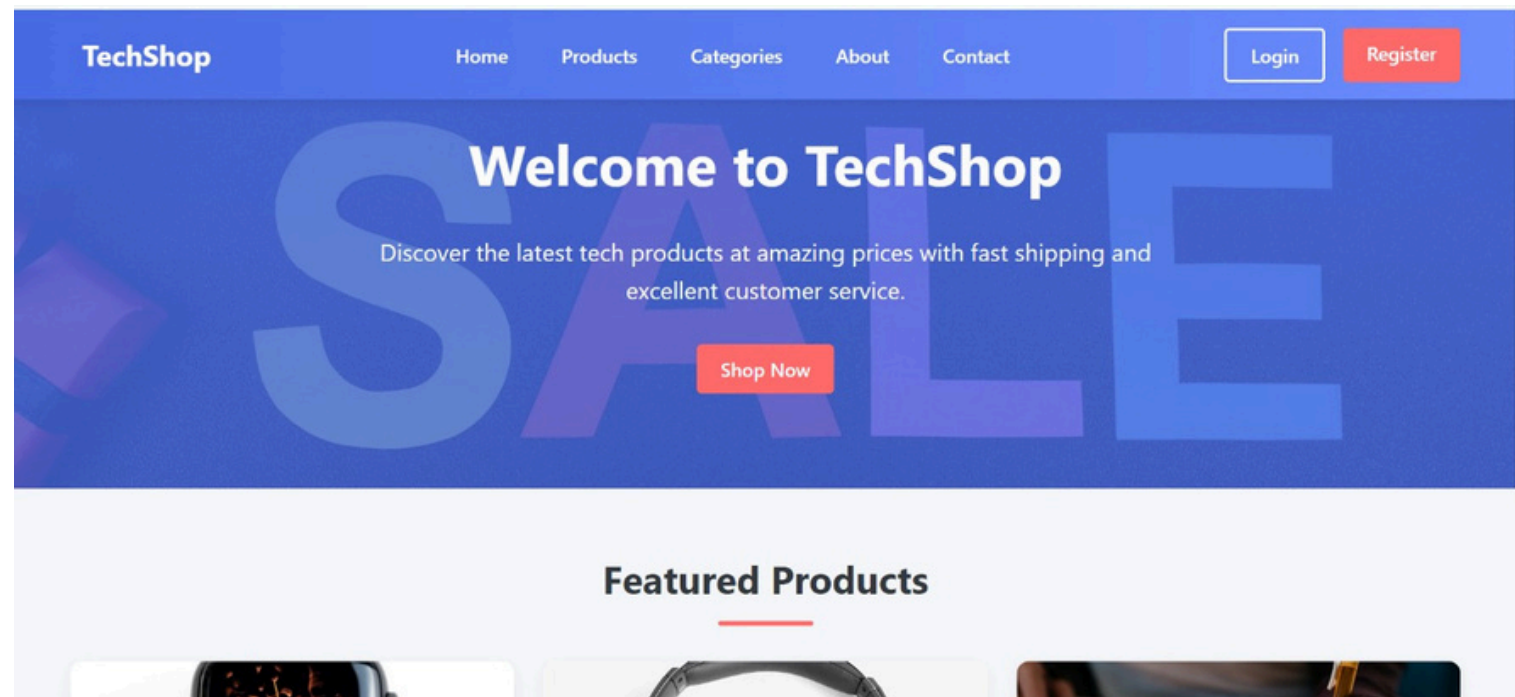 TechShop
Home
Products
Categories
About
Contact
Login
Register
SALE
Welcome to TechShop
Discover the latest tech products at amazing prices with fast shipping and
excellent customer service.
Shop Now
Featured Products